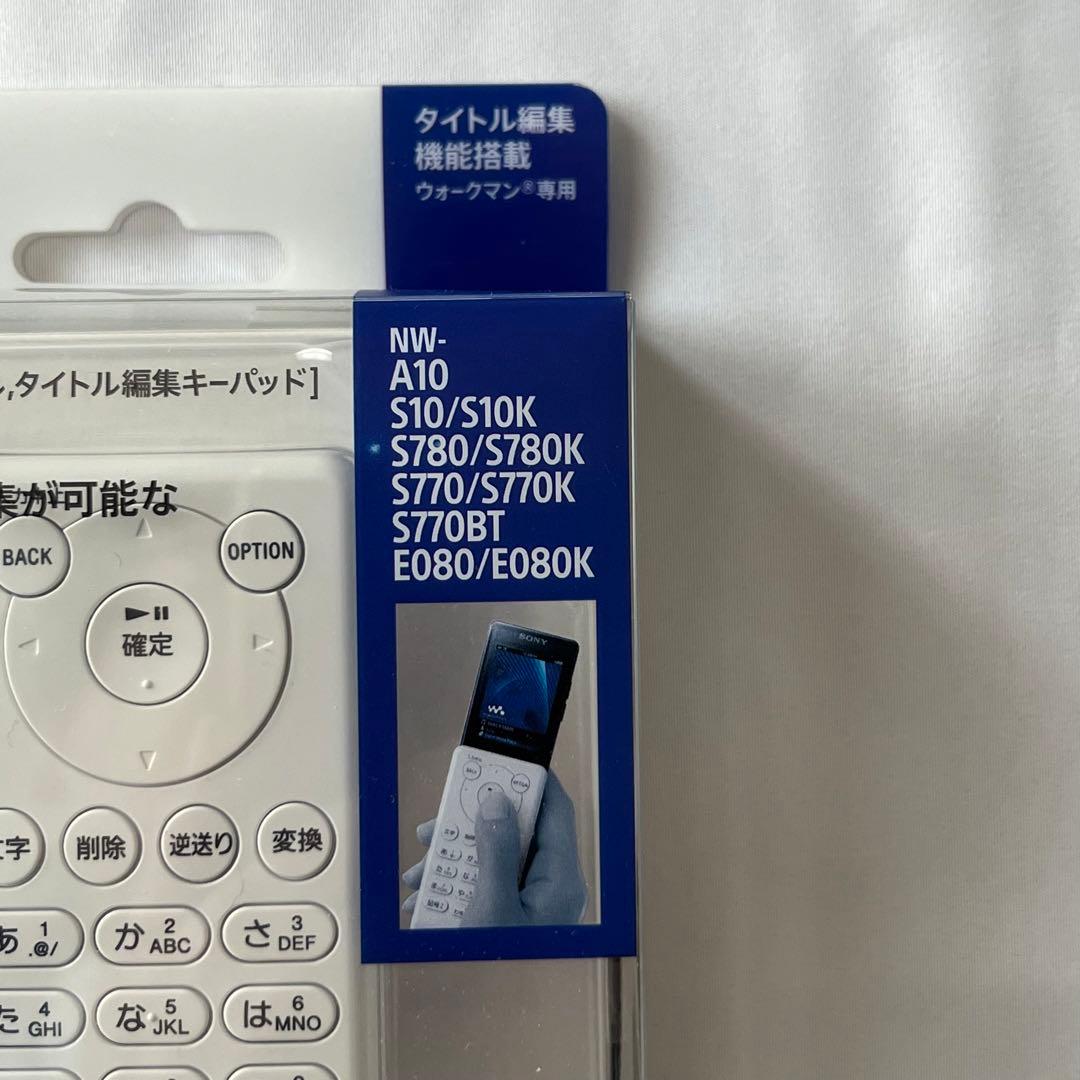 タイトル編集
機能搭載
ウォークマン®専用
NW-
A10
S10/S10K
S780/S780K
S770/S770K
S770BT
E080/E080K
,タイトル編集キーパッド]
集が可能な
BACK
OPTION
確定
SONY
文字
削除
逆送り
変換
あ 1 .@/
か 2 ABC
さ 3 DEF
た 4 GHI
な 5 JKL
は 6 MNO